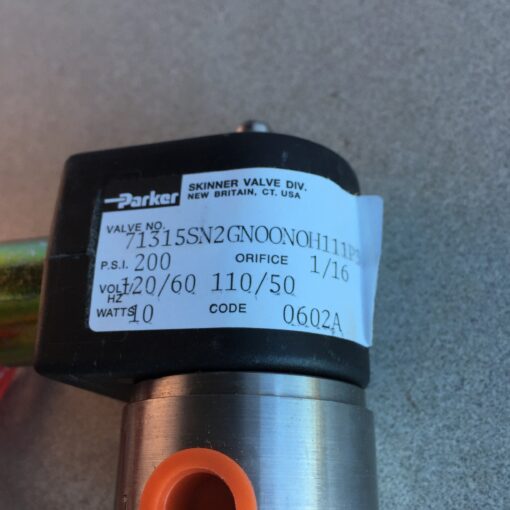 Parker
SKINNER VALVE DIV.
NEW BRITAIN, CT. USA
VALVE NO.
71315SN2GN00N0H111P
P.S.I. 200 ORIFICE 1/16
VOLT/HZ 120/60 110/50
WATTS 10 CODE 0602A